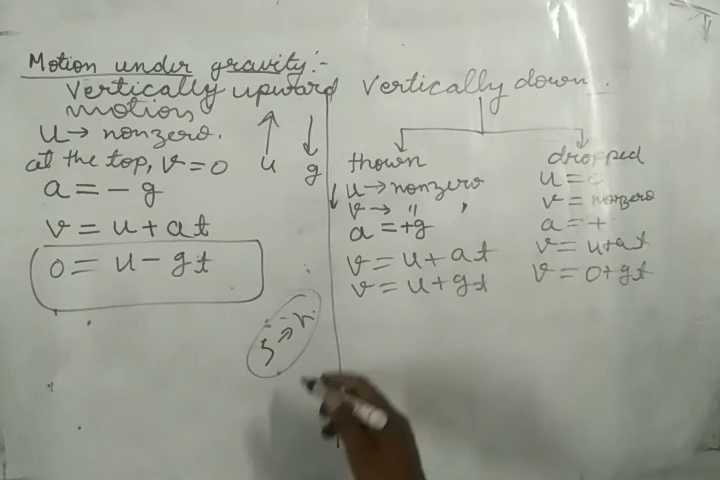 Motion under gravity:-
Vertically upward
motion
u → nonzero.
at the top, v = 0
u
g
a = - g
v = u + at
0 = u - gt
Vertically down.
thown
u → nonzero
v → " ,
a = +g
v = u + at
v = u + gt
dropped
u = 0
v = nonzero
a = +
v = u + at
v = 0 + gt